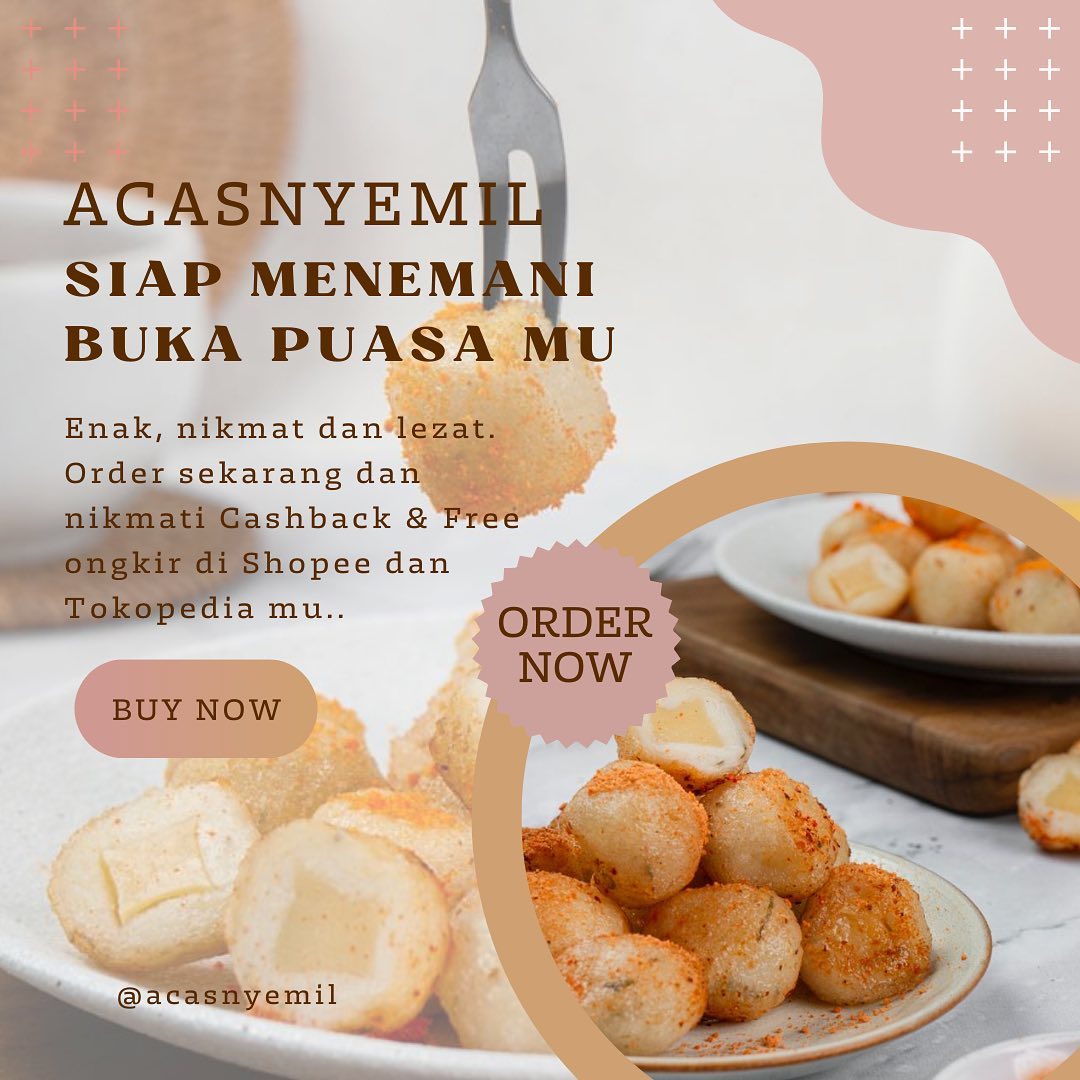 ACASNYEMIL
SIAP MENEMANI
BUKA PUASA MU
Enak, nikmat dan lezat.
Order sekarang dan
nikmati Cashback & Free
ongkir di Shopee dan
Tokopedia mu..
ORDER
NOW
BUY NOW
@acasnyemil